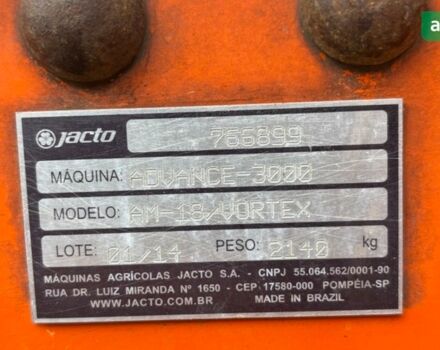 a
Jacto 766899
MÁQUINA: ADVANCE-3000
MODELO: AM-18/VORTEX
LOTE: 01/14 PESO: 2140 kg
MÁQUINAS AGRÍCOLAS JACTO S.A. - CNPJ 55.064.562/0001-90
RUA DR. LUIZ MIRANDA Nº 1650 - CEP 17580-000 POMPÉIA-SP
WWW.JACTO.COM.BR MADE IN BRAZIL